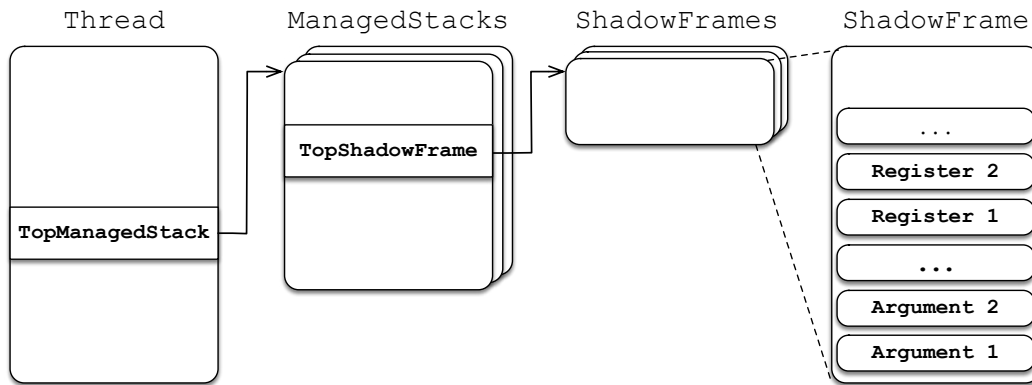 Thread
ManagedStacks
ShadowFrames
ShadowFrame
TopManagedStack
TopShadowFrame
...
Register 2
Register 1
...
Argument 2
Argument 1